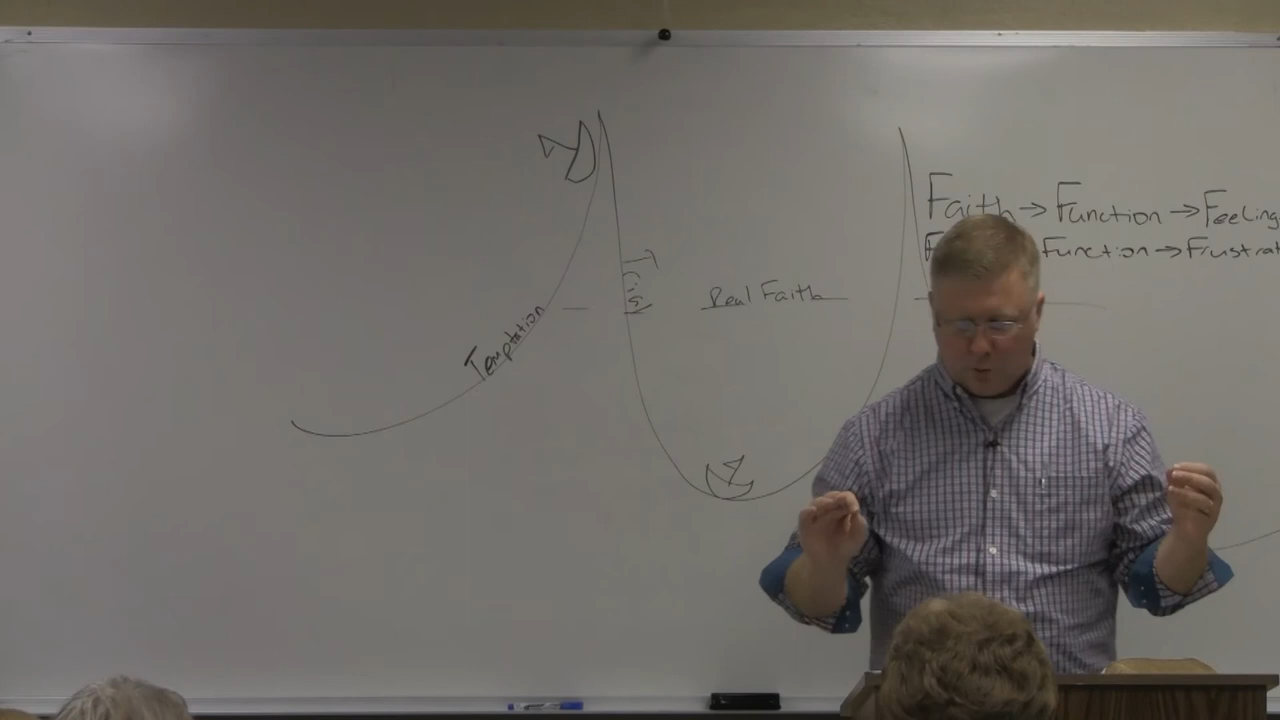 Faith → Function → Feeling
F Function → Frustrat
Real Faith
Temptation